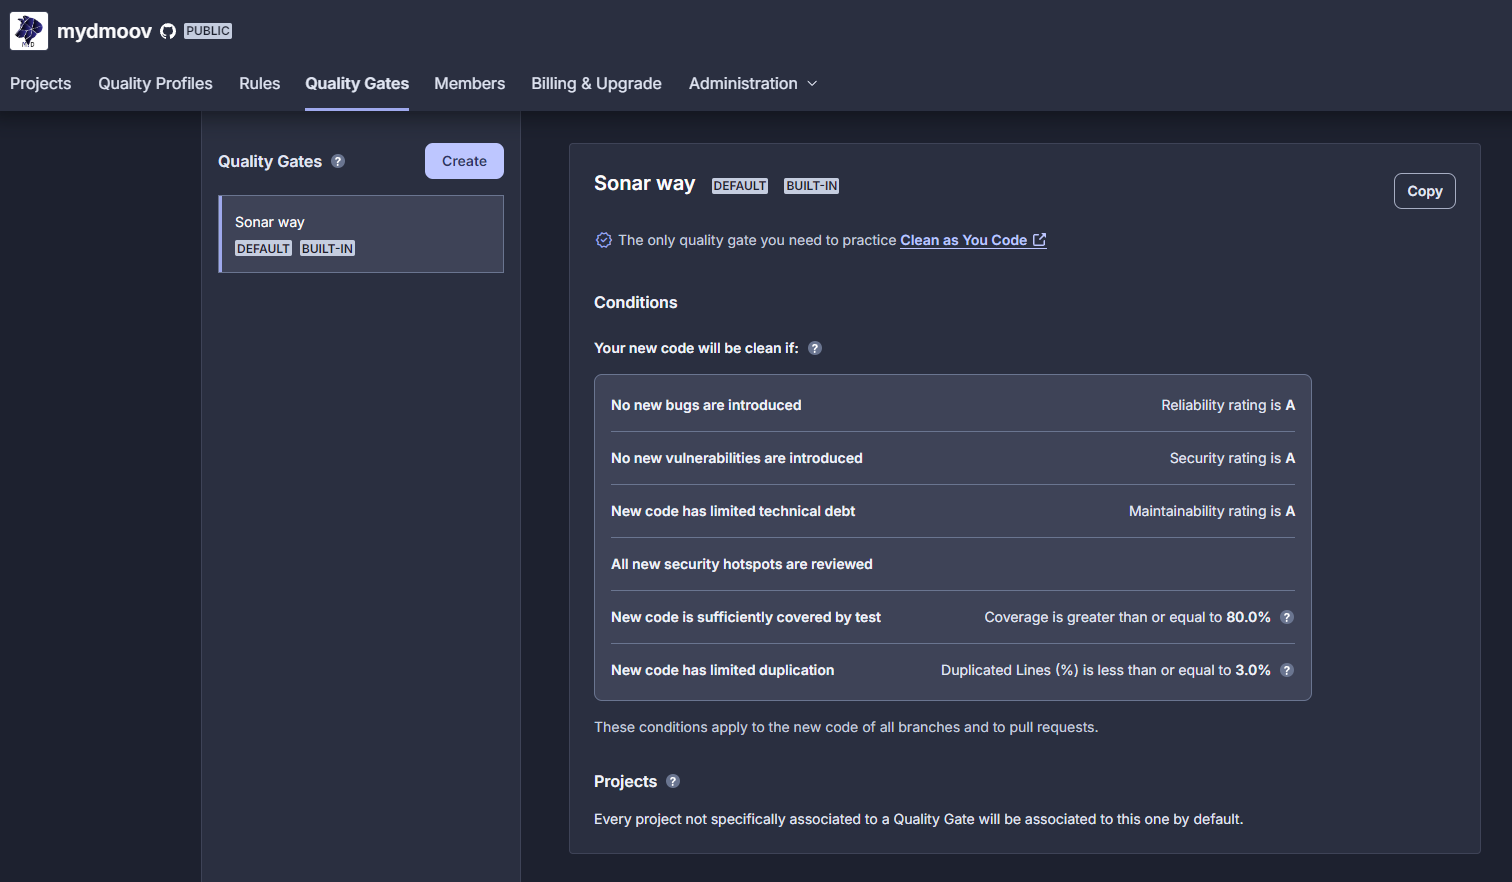 MYD
mydmoov PUBLIC
Projects Quality Profiles Rules Quality Gates Members Billing & Upgrade Administration
Quality Gates ?
Create
Sonar way
DEFAULT BUILT-IN
Sonar way DEFAULT BUILT-IN
Copy
The only quality gate you need to practice Clean as You Code
Conditions
Your new code will be clean if: ?
No new bugs are introduced Reliability rating is A
No new vulnerabilities are introduced Security rating is A
New code has limited technical debt Maintainability rating is A
All new security hotspots are reviewed
New code is sufficiently covered by test Coverage is greater than or equal to 80.0% ?
New code has limited duplication Duplicated Lines (%) is less than or equal to 3.0% ?
These conditions apply to the new code of all branches and to pull requests.
Projects ?
Every project not specifically associated to a Quality Gate will be associated to this one by default.